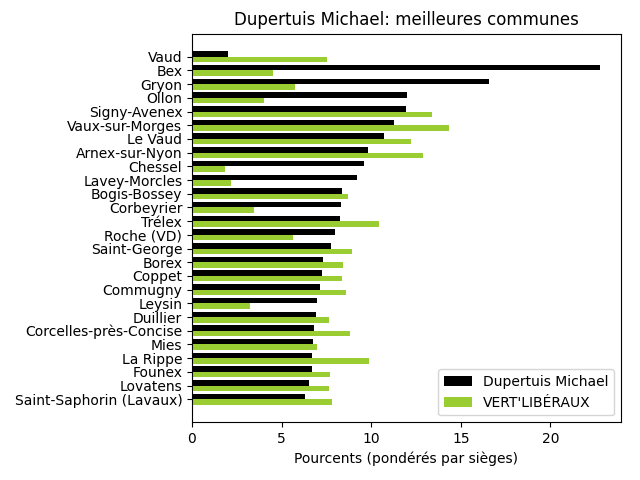 Dupertuis Michael: meilleures communes
Vaud
Bex
Gryon
Ollon
Signy-Avenex
Vaux-sur-Morges
Le Vaud
Arnex-sur-Nyon
Chessel
Lavey-Morcles
Bogis-Bossey
Corbeyrier
Trélex
Roche (VD)
Saint-George
Borex
Coppet
Commugny
Leysin
Duillier
Corcelles-près-Concise
Mies
La Rippe
Founex
Lovatens
Saint-Saphorin (Lavaux)
Dupertuis Michael
VERT'LIBÉRAUX
0 5 10 15 20
Pourcents (pondérés par sièges)